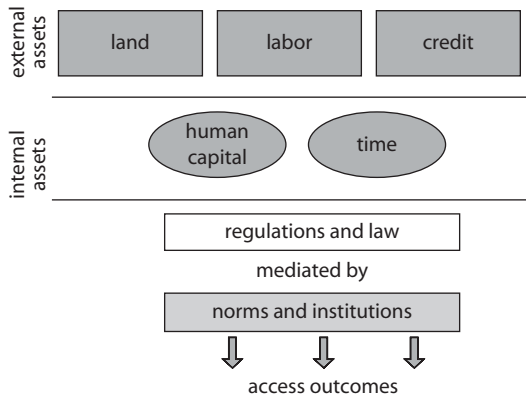 external
assets
land
labor
credit
internal
assets
human
capital
time
regulations and law
mediated by
norms and institutions
access outcomes